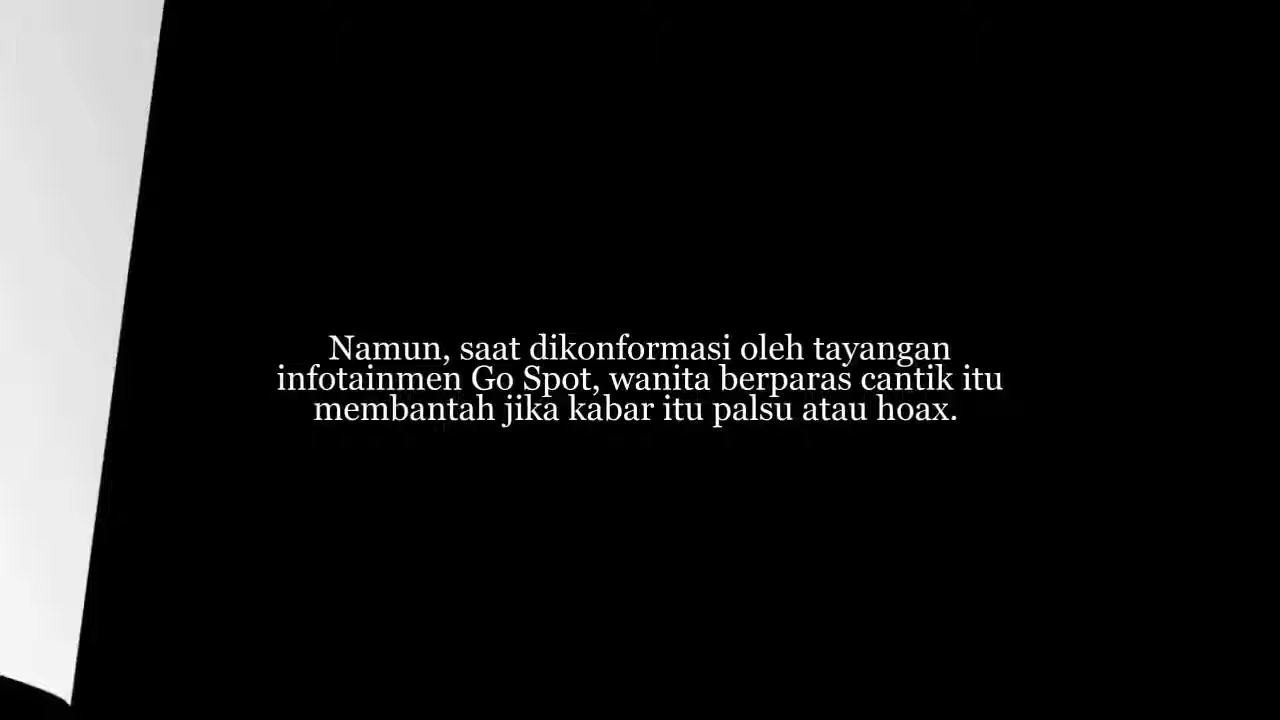 Namun, saat dikonformasi oleh tayangan
infotainmen Go Spot, wanita berparas cantik itu
membantah jika kabar itu palsu atau hoax.